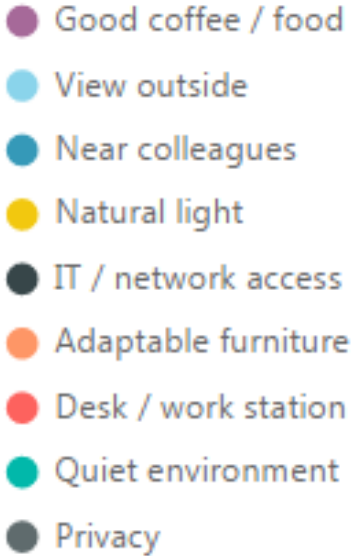 Good coffee / food
View outside
Near colleagues
Natural light
IT / network access
Adaptable furniture
Desk / work station
Quiet environment
Privacy